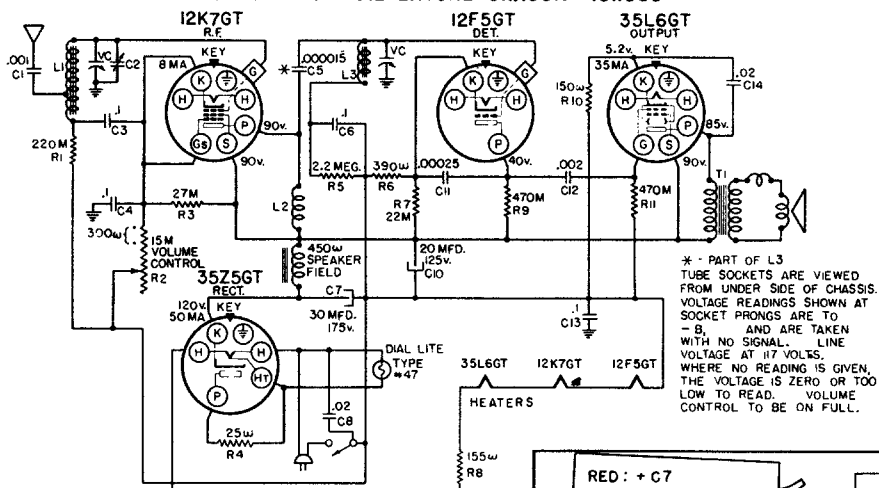 12K7GT
R.F.
12F5GT
DET.
35L6GT
OUTPUT
.001
C1
L1
VC
C2
8 MA
KEY
K
H
H
G
P
Gs
S
90v.
90v.
.000015
* C5
L3
VC
KEY
K
H
H
G
P
40v.
5.2v.
35MA
KEY
K
H
H
P
G
S
85v.
90v.
150ω
R10
.02
C14
.1
C3
220M
R1
.1
C4
27M
R3
.1
C6
2.2 MEG.
R5
390ω
R6
.00025
C11
.002
C12
R7
22M
470M
R9
470M
R11
T1
L2
300ω
15M
VOLUME
CONTROL
R2
450ω
SPEAKER
FIELD
20 MFD.
125v.
C10
C7
30 MFD.
175v.
.1
C13
35Z5GT
RECT.
120v.
50MA
KEY
K
H
H
HT
P
DIAL LITE
TYPE
#47
.02
C8
25ω
R4
35L6GT
12K7GT
12F5GT
HEATERS
155ω
R8
* - PART OF L3
TUBE SOCKETS ARE VIEWED
FROM UNDER SIDE OF CHASSIS.
VOLTAGE READINGS SHOWN AT
SOCKET PRONGS ARE TO
- B, AND ARE TAKEN
WITH NO SIGNAL. LINE
VOLTAGE AT 117 VOLTS.
WHERE NO READING IS GIVEN,
THE VOLTAGE IS ZERO OR TOO
LOW TO READ. VOLUME
CONTROL TO BE ON FULL.
RED: + C7